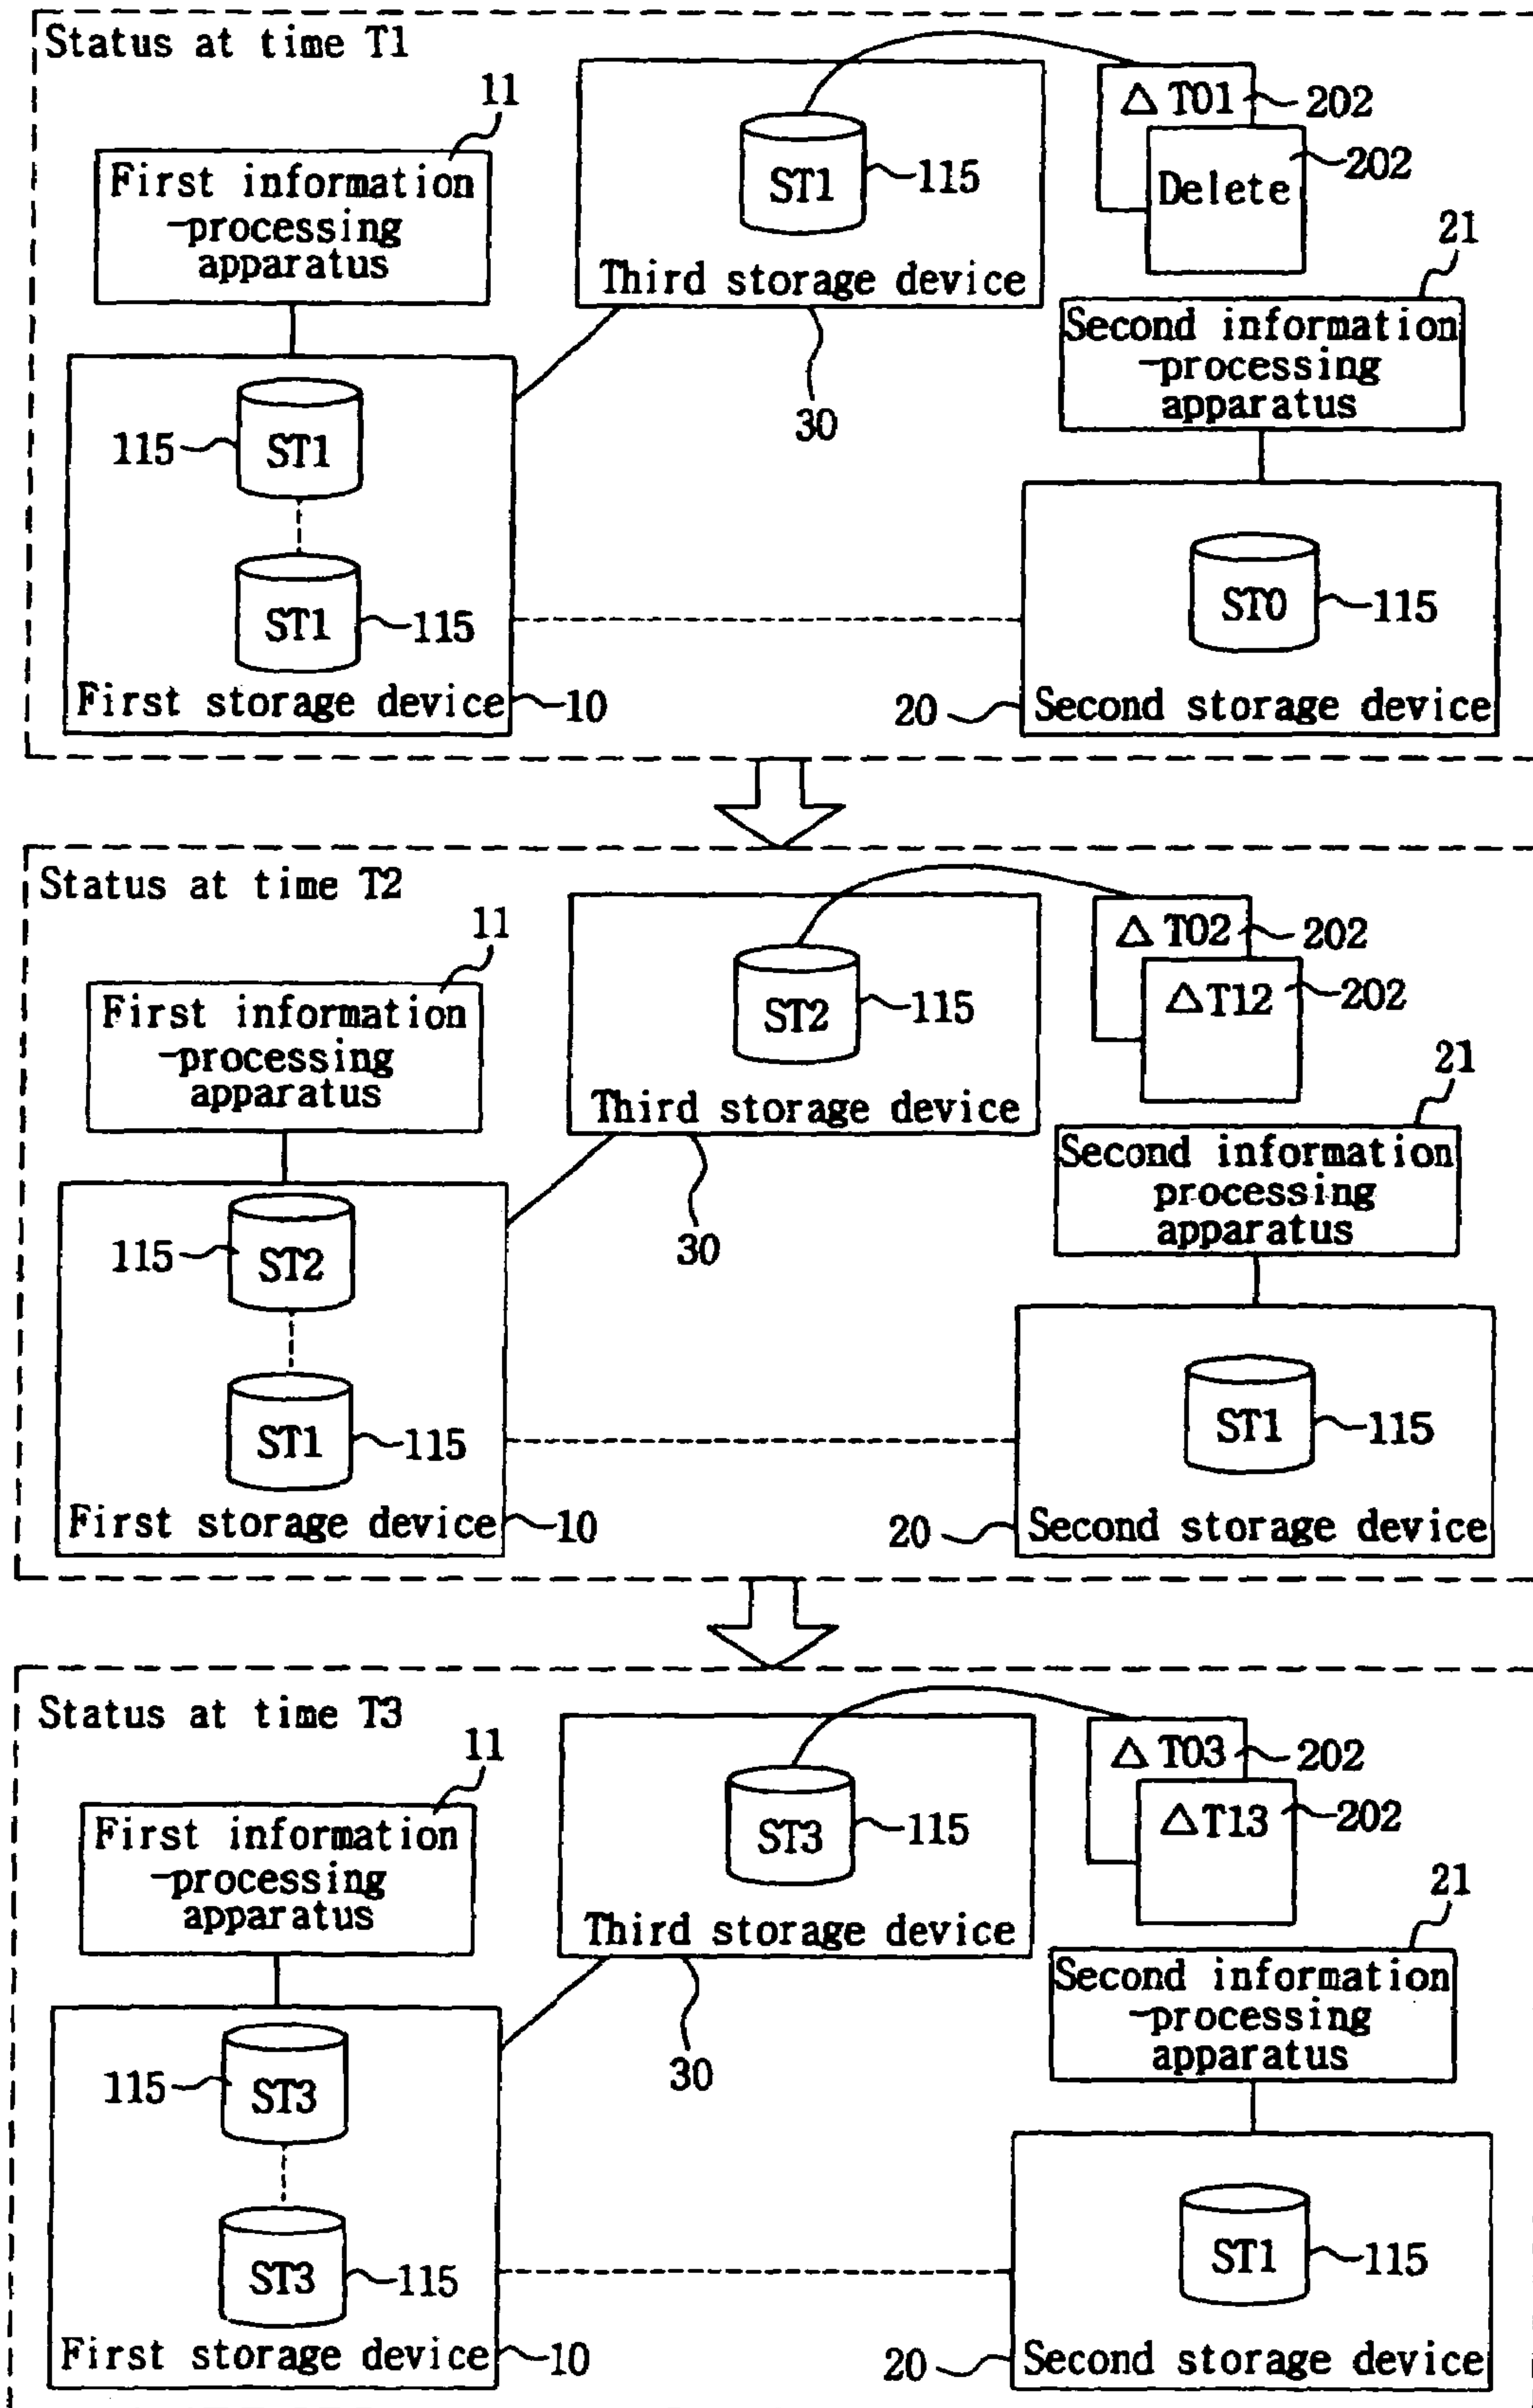 Status at time T1
11
First information
-processing
apparatus
ST1
115
Third storage device
30
△ T01
202
Delete
202
21
Second information
-processing
apparatus
115
ST1
ST1
115
First storage device
10
ST0
115
20
Second storage device
Status at time T2
11
First information
-processing
apparatus
ST2
115
Third storage device
30
△ T02
202
△T12
202
21
Second information
processing
apparatus
115
ST2
ST1
115
First storage device
10
ST1
115
20
Second storage device
Status at time T3
11
First information
-processing
apparatus
ST3
115
Third storage device
30
△ T03
202
△T13
202
21
Second information
-processing
apparatus
115
ST3
ST3
115
First storage device
10
ST1
115
20
Second storage device